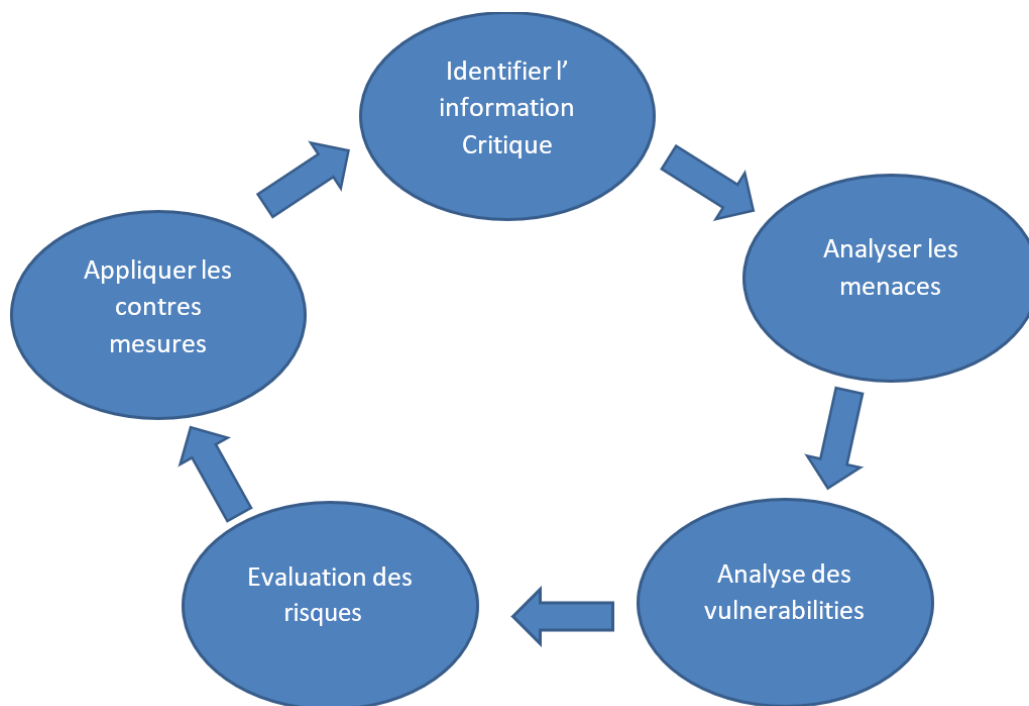 Identifier l’
information
Critique
Analyser les
menaces
Analyse des
vulnerabilities
Evaluation des
risques
Appliquer les
contres
mesures